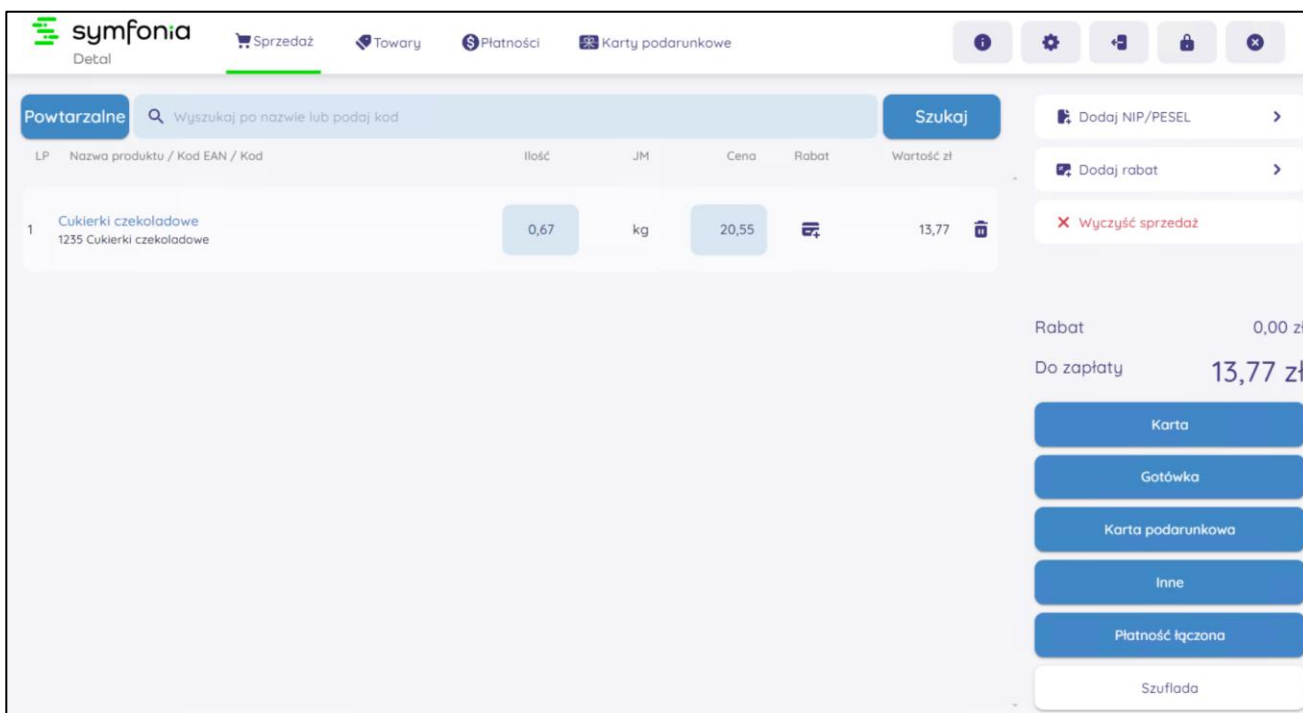 symfonia
Detal
Sprzedaż
Towary
Płatności
Karty podarunkowe
Powtarzalne
Wyszukaj po nazwie lub podaj kod
Szukaj
LP Nazwa produktu / Kod EAN / Kod Ilość JM Cena Rabat Wartość zł
1 Cukierki czekoladowe 0,67 kg 20,55 13,77
1235 Cukierki czekoladowe
Dodaj NIP/PESEL
Dodaj rabat
Wyczyść sprzedaż
Rabat 0,00 zł
Do zapłaty 13,77 zł
Karta
Gotówka
Karta podarunkowa
Inne
Płatność łączona
Szuflada